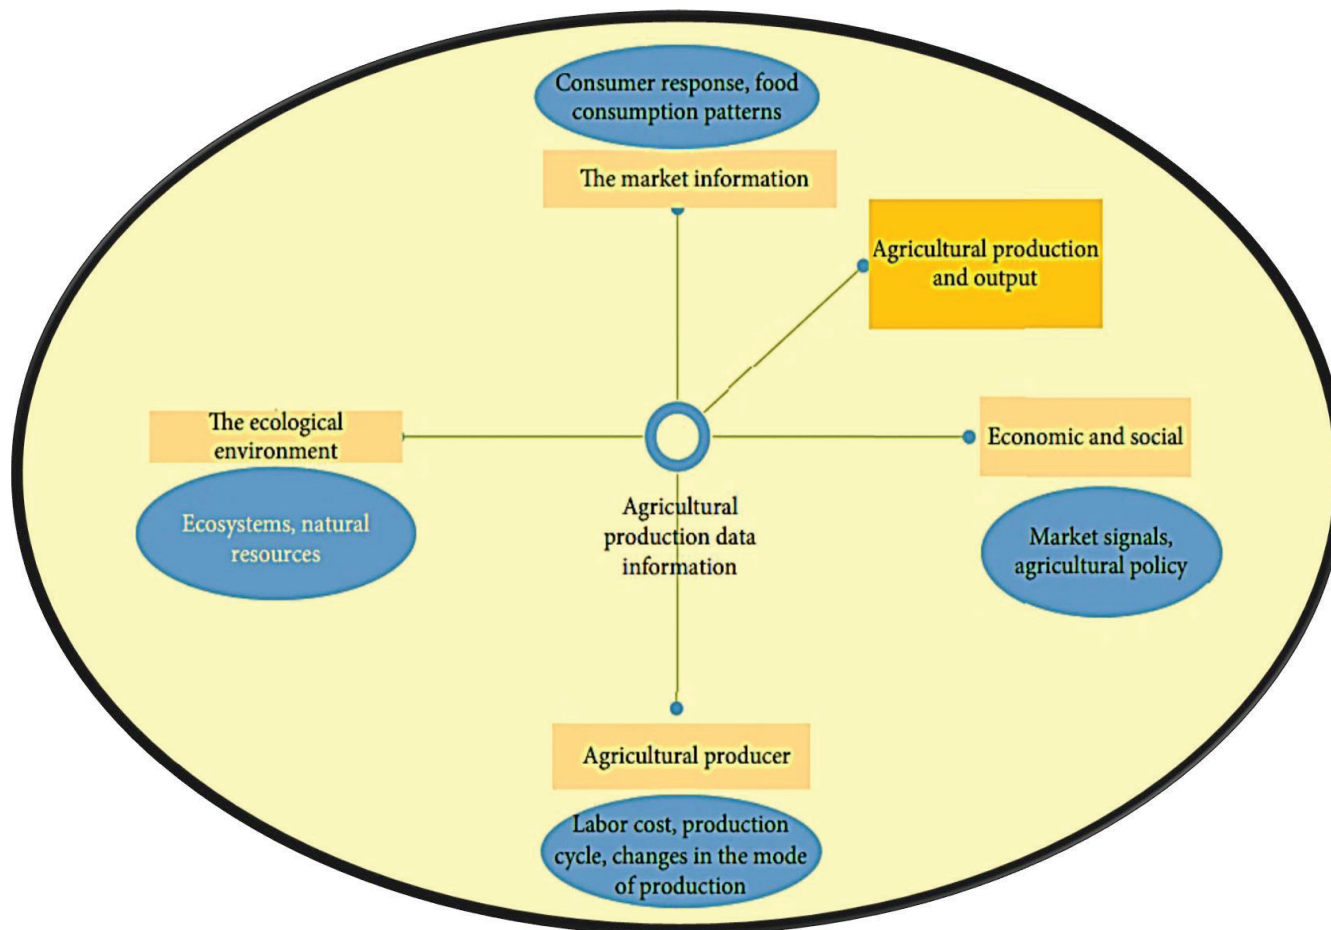 Consumer response, food
consumption patterns
The market information
Agricultural production
and output
The ecological
environment
Economic and social
Ecosystems, natural
resources
Agricultural
production data
information
Market signals,
agricultural policy
Agricultural producer
Labor cost, production
cycle, changes in the mode
of production